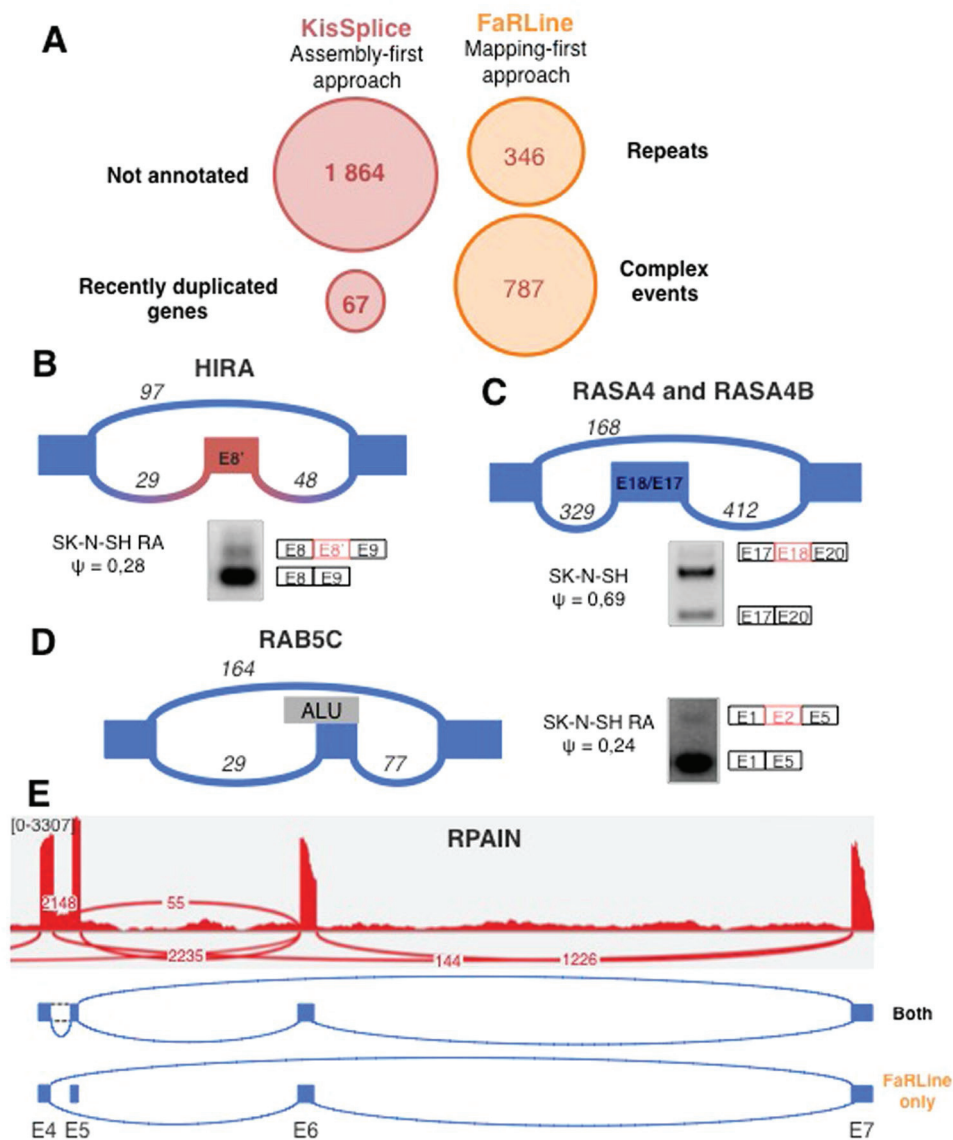 A
KisSplice
Assembly-first
approach
FaRLine
Mapping-first
approach
Not annotated
1 864
346
Repeats
Recently duplicated
genes
67
787
Complex
events
B
HIRA
97
E8'
29
48
SK-N-SH RA
ψ = 0,28
E8 E8' E9
E8 E9
C
RASA4 and RASA4B
168
E18/E17
329
412
SK-N-SH
ψ = 0,69
E17 E18 E20
E17 E20
D
RAB5C
164
ALU
29
77
SK-N-SH RA
ψ = 0,24
E1 E2 E5
E1 E5
E
[0-3307]
RPAIN
2148
55
2235
144
1226
Both
FaRLine
only
E4 E5
E6
E7